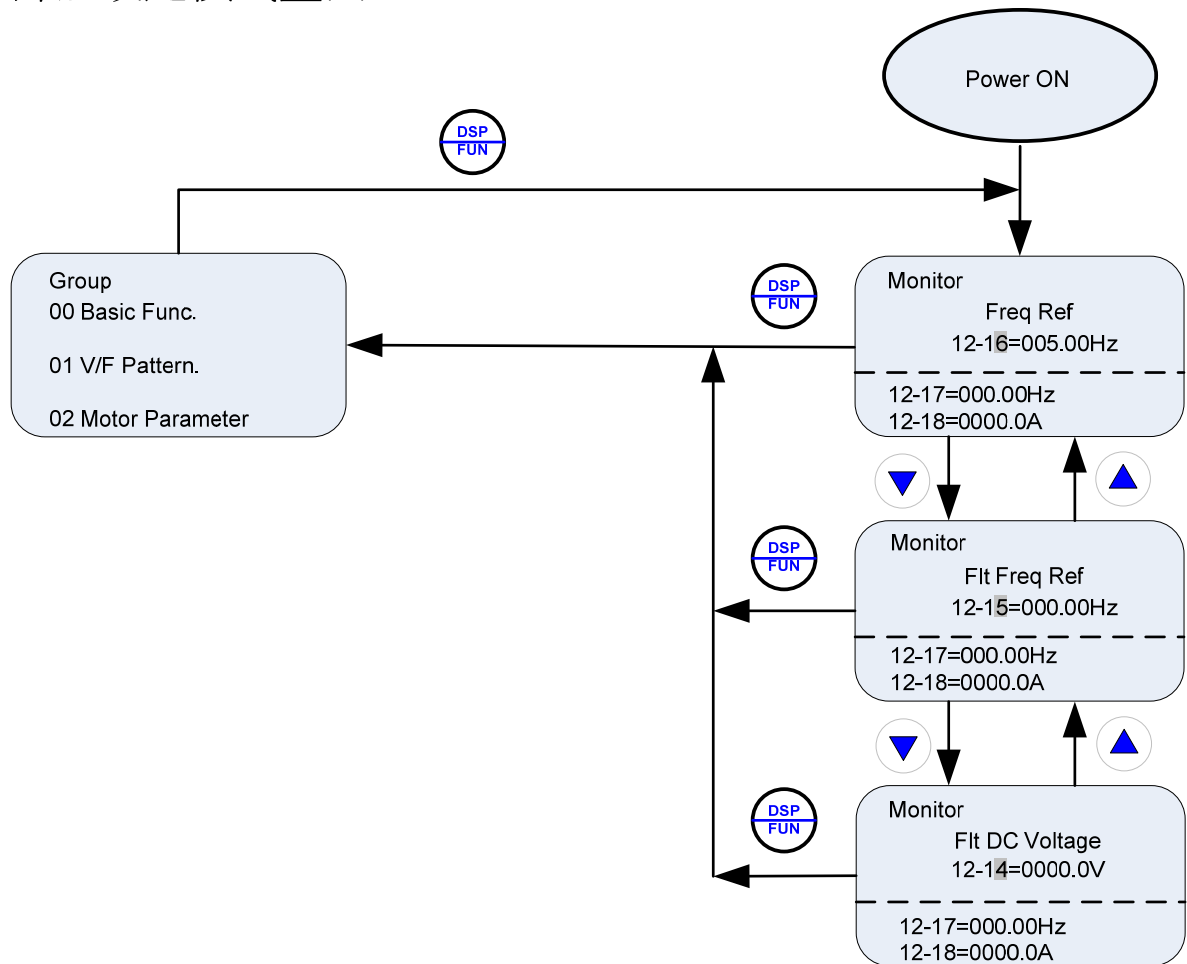 Power ON
DSP
FUN
Group
00 Basic Func.
01 V/F Pattern.
02 Motor Parameter
DSP
FUN
Monitor
Freq Ref
12-16=005.00Hz
12-17=000.00Hz
12-18=0000.0A
DSP
FUN
Monitor
Flt Freq Ref
12-15=000.00Hz
12-17=000.00Hz
12-18=0000.0A
DSP
FUN
Monitor
Flt DC Voltage
12-14=0000.0V
12-17=000.00Hz
12-18=0000.0A